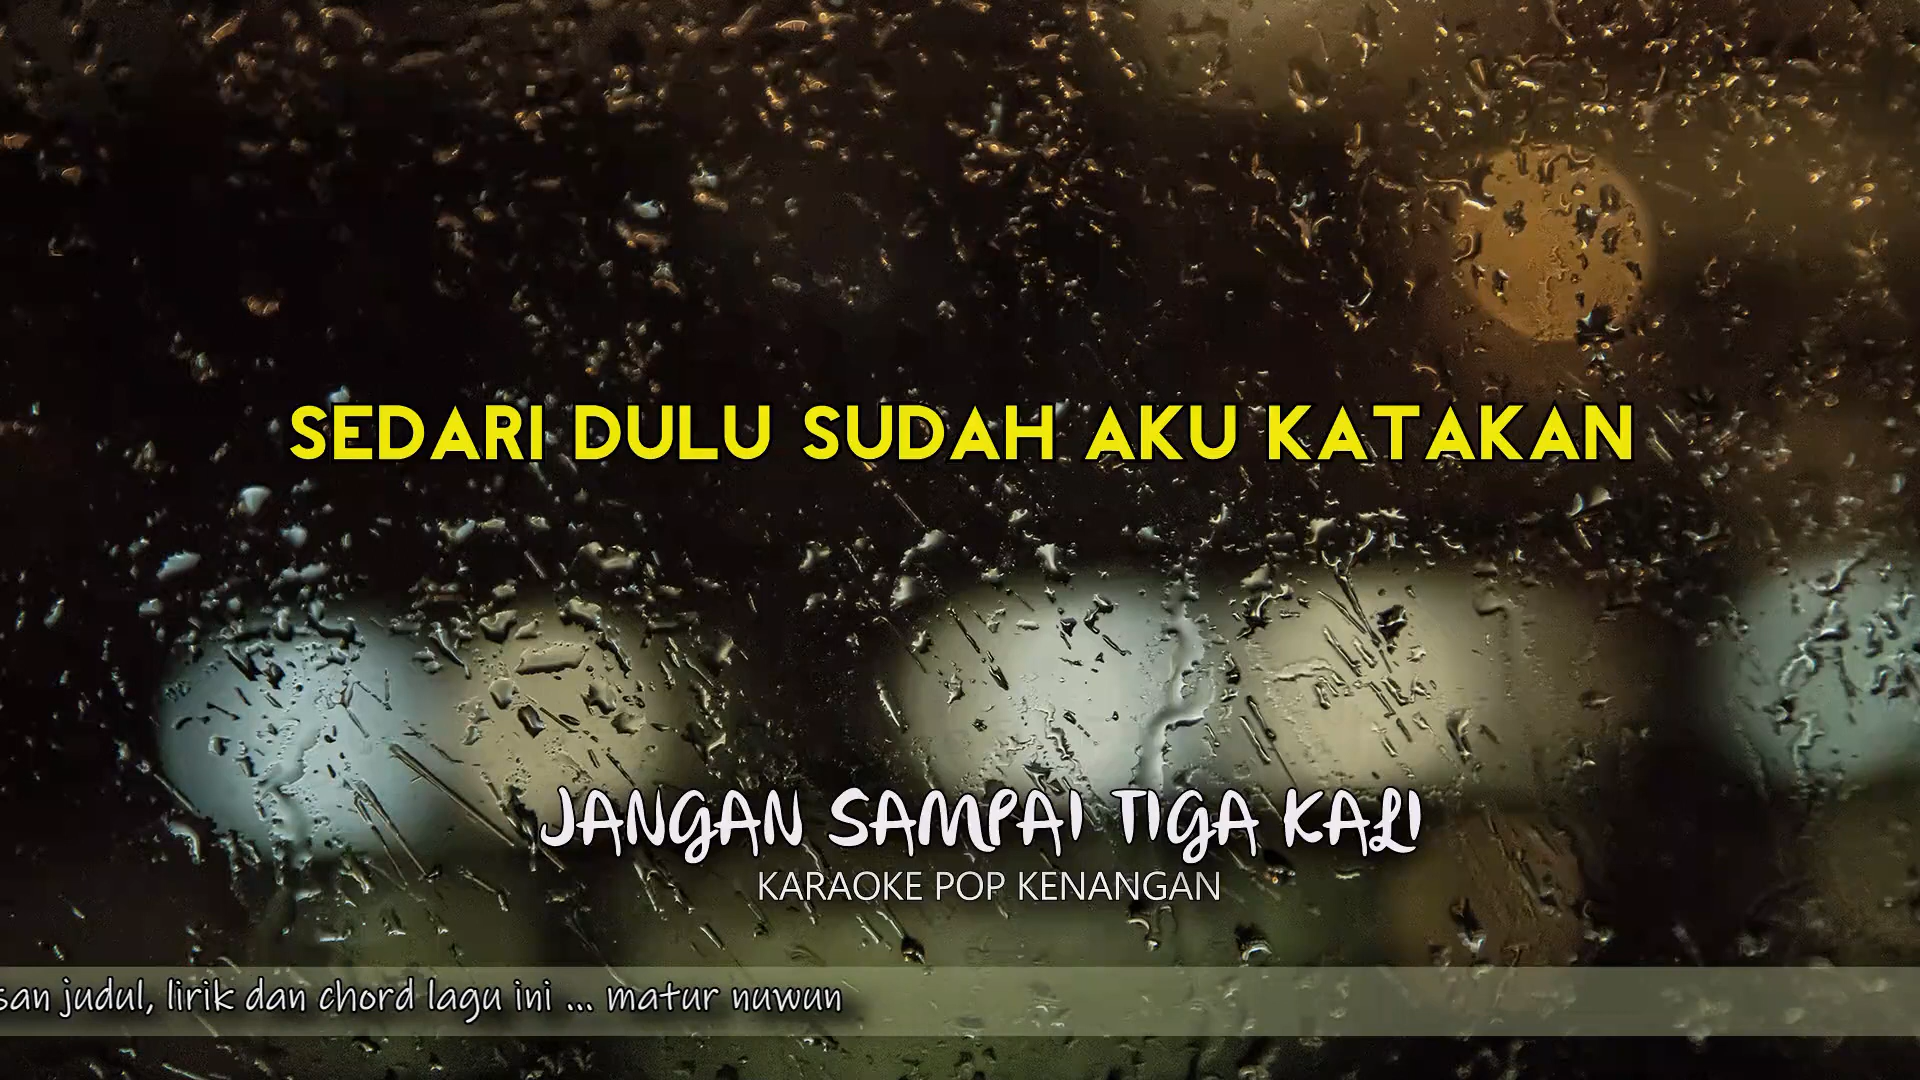 SEDARI DULU SUDAH AKU KATAKAN
JANGAN SAMPAI TIGA KALI
KARAOKE POP KENANGAN
judul, lirik dan chord lagu ini ... matur nuwun